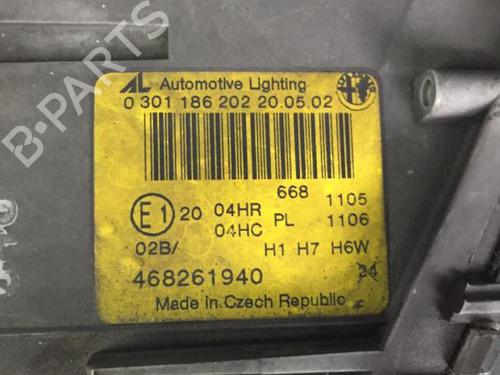 AL Automotive Lighting
0 301 186 202 20.05.02
668
E1 20 04HR PL 1105
04HC 1106
02B/ H1 H7 H6W
468261940 24
Made in Czech Republic
B-PARTS